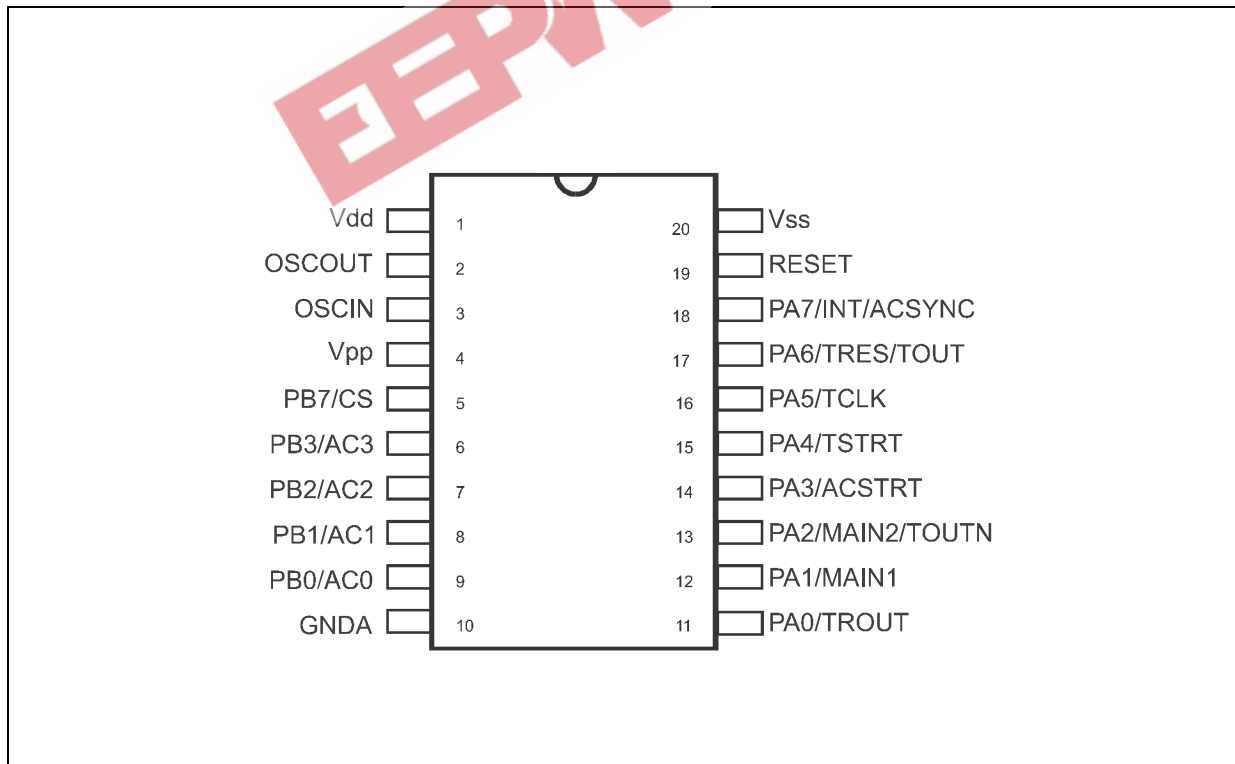 Vdd 1 20 Vss
OSCOUT 2 19 RESET
OSCIN 3 18 PA7/INT/ACSYNC
Vpp 4 17 PA6/TRES/TOUT
PB7/CS 5 16 PA5/TCLK
PB3/AC3 6 15 PA4/TSTRT
PB2/AC2 7 14 PA3/ACSTRT
PB1/AC1 8 13 PA2/MAIN2/TOUTN
PB0/AC0 9 12 PA1/MAIN1
GNDA 10 11 PA0/TROUT